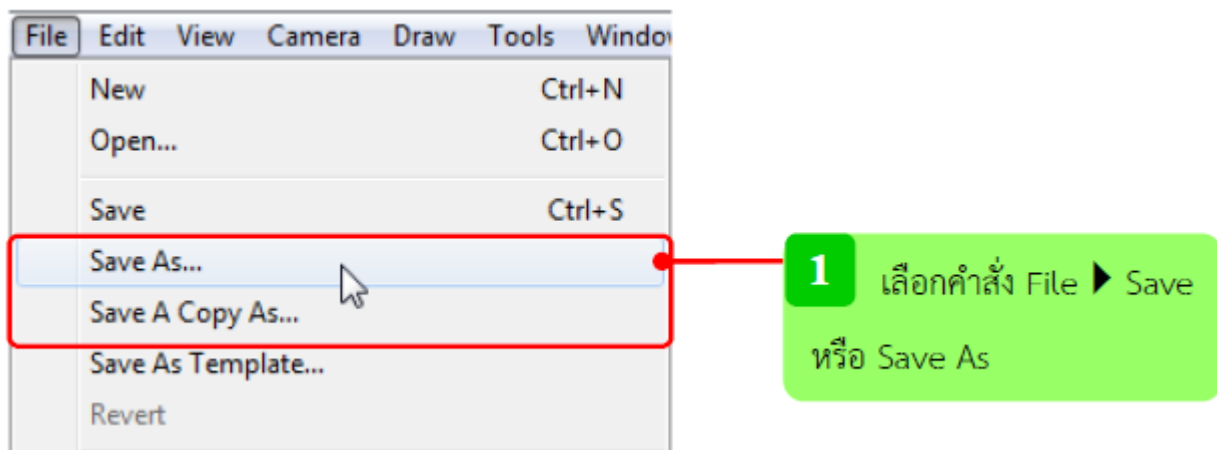 File Edit View Camera Draw Tools Windo
New Ctrl+N
Open... Ctrl+O
Save Ctrl+S
Save As...
Save A Copy As...
Save As Template...
Revert
1 เลือกคำสั่ง File ▶ Save
หรือ Save As